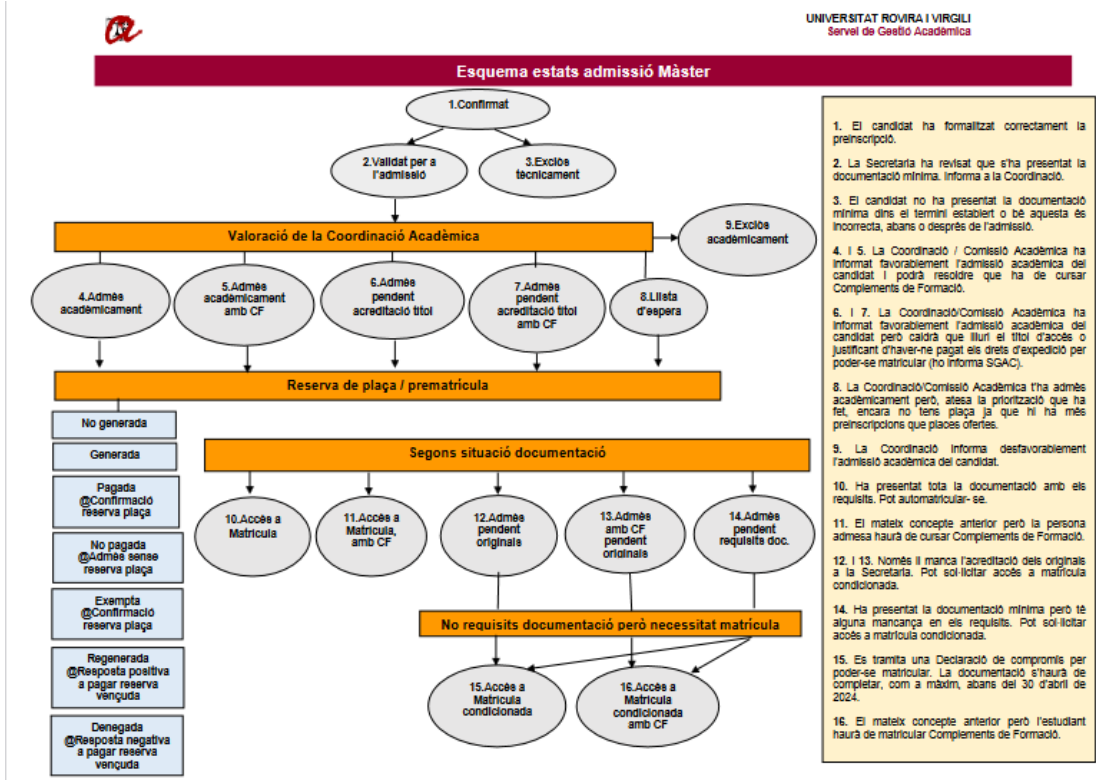 UNIVERSITAT ROVIRA I VIRGILI
Servei de Gestió Acadèmica
Esquema estats admissió Màster
1.Confirmat
2.Validat per a
l'admissió
3.Exclòs
tècnicament
Valoració de la Coordinació Acadèmica
9.Exclòs
acadèmicament
4.Admès
acadèmicament
5.Admès
acadèmicament
amb CF
6.Admès
pendent
acreditació títol
7.Admès
pendent
acreditació títol
amb CF
8.Llista
d'espera
Reserva de plaça / prematrícula
No generada
Generada
Pagada
@Confirmació
reserva plaça
No pagada
@Admès sense
reserva plaça
Exempta
@Confirmació
reserva plaça
Regenerada
@Resposta positiva
a pagar reserva
vençuda
Denegada
@Resposta negativa
a pagar reserva
vençuda
Segons situació documentació
10.Accés a
Matrícula
11.Accés a
Matrícula,
amb CF
12.Admès
pendent
originals
13.Admès
amb CF
pendent
originals
14.Admès
pendent
requisits doc.
No requisits documentació però necessitat matrícula
15.Accés a
Matrícula
condicionada
16.Accés a
Matrícula
condicionada
amb CF
1. El candidat ha formalitzat correctament la
preinscripció.
2. La Secretaria ha revisat que s'ha presentat la
documentació mínima. Informa a la Coordinació.
3. El candidat no ha presentat la documentació
mínima dins el termini establert o bé aquesta és
incorrecta, abans o després de l'admissió.
4. I 5. La Coordinació / Comissió Acadèmica ha
informat favorablement l'admissió acadèmica del
candidat i podrà resoldre que ha de cursar
Complements de Formació.
6. I 7. La Coordinació/Comissió Acadèmica ha
informat favorablement l'admissió acadèmica del
candidat però caldrà que lliuri el títol d'accés o
justificant d'haver-ne pagat els drets d'expedició per
poder-se matricular (ho informa SGAC).
8. La Coordinació/Comissió Acadèmica t'ha admès
acadèmicament però, atesa la priorització que ha
fet, encara no tens plaça ja que hi ha més
preinscripcions que places ofertes.
9. La Coordinació informa desfavorablement
l'admissió acadèmica del candidat.
10. Ha presentat tota la documentació amb els
requisits. Pot automatricular- se.
11. El mateix concepte anterior però la persona
admesa haurà de cursar Complements de Formació.
12. I 13. Només li manca l'acreditació dels originals
a la Secretaria. Pot sol·licitar accés a matrícula
condicionada.
14. Ha presentat la documentació mínima però té
alguna mancança en els requisits. Pot sol·licitar
accés a matrícula condicionada.
15. Es tramita una Declaració de compromís per
poder-se matricular. La documentació s'haurà de
completar, com a màxim, abans del 30 d'abril de
2024.
16. El mateix concepte anterior però l'estudiant
haurà de matricular Complements de Formació.